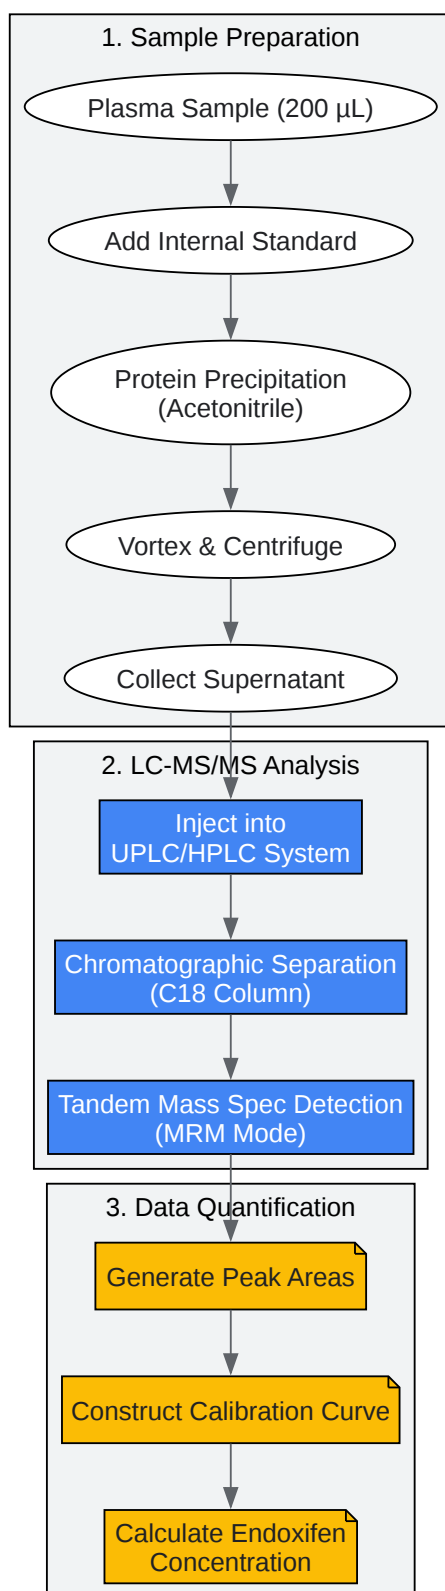 1. Sample Preparation
Plasma Sample (200 µL)
Add Internal Standard
Protein Precipitation
(Acetonitrile)
Vortex & Centrifuge
Collect Supernatant
2. LC-MS/MS Analysis
Inject into
UPLC/HPLC System
Chromatographic Separation
(C18 Column)
Tandem Mass Spec Detection
(MRM Mode)
3. Data Quantification
Generate Peak Areas
Construct Calibration Curve
Calculate Endoxifen
Concentration